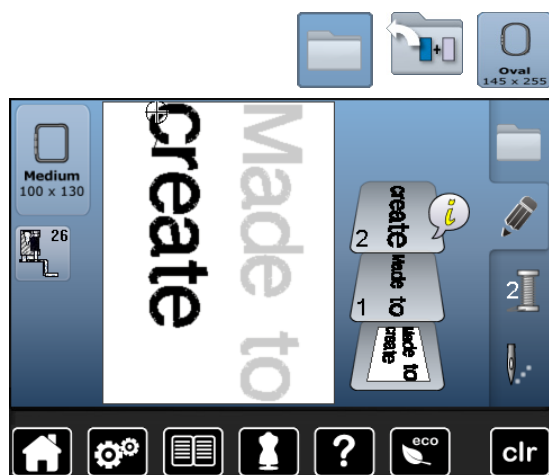 Oval
145 x 255
Medium
100 x 130
26
create
Made to
2
create
1
Made to
Made to
create
2
i
?
eco
clr